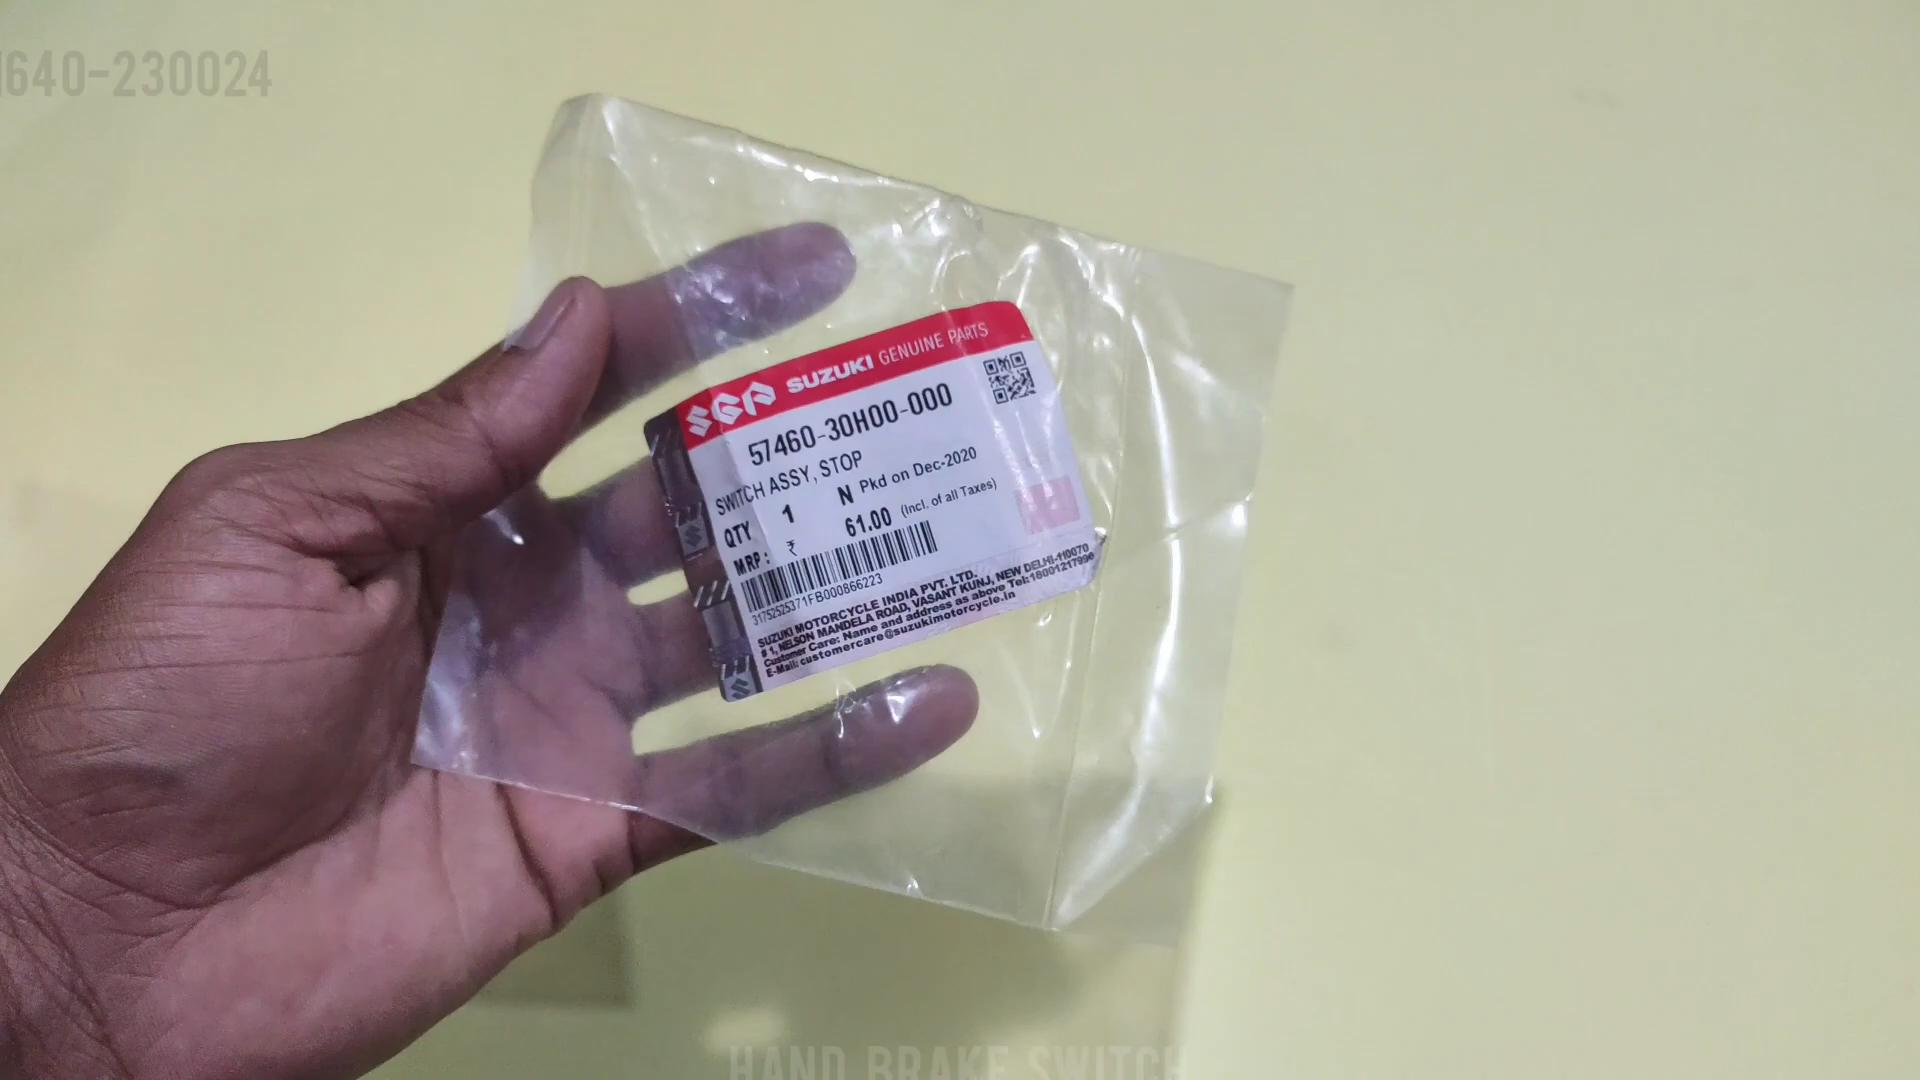 640-230024
SGP SUZUKI GENUINE PARTS
57460-30H00-000
SWITCH ASSY, STOP
QTY 1 N Pkd on Dec-2020
MRP : ₹ 61.00 (Incl. of all Taxes)
31752525371FB000866223
SUZUKI MOTORCYCLE INDIA PVT. LTD.
# 1, NELSON MANDELA ROAD, VASANT KUNJ, NEW DELHI-110070
Customer Care: Name and address as above Tel:18001217996
E-Mail: customercare@suzukimotorcycle.in
HAND BRAKE SWITCH